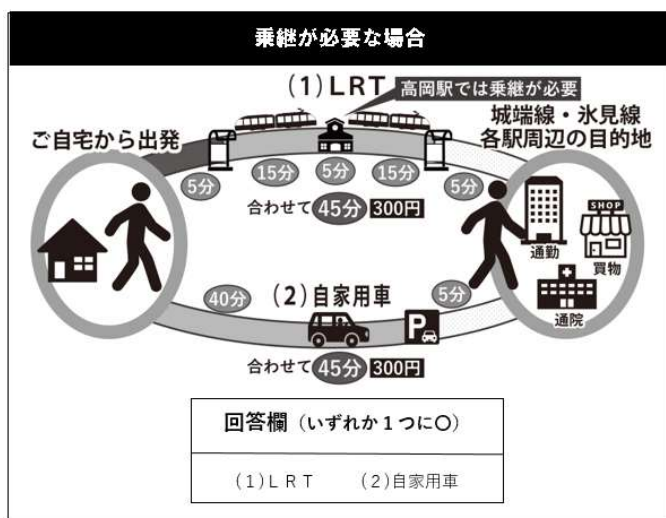 乗継が必要な場合
(1)LRT
高岡駅では乗継が必要
ご自宅から出発
城端線・氷見線
各駅周辺の目的地
5分
15分
5分
15分
5分
合わせて45分 300円
SHOP
通勤
買物
通院
40分
(2)自家用車
5分
P
合わせて45分 300円
回答欄（いずれか１つに〇）
(1)ＬＲＴ (2)自家用車